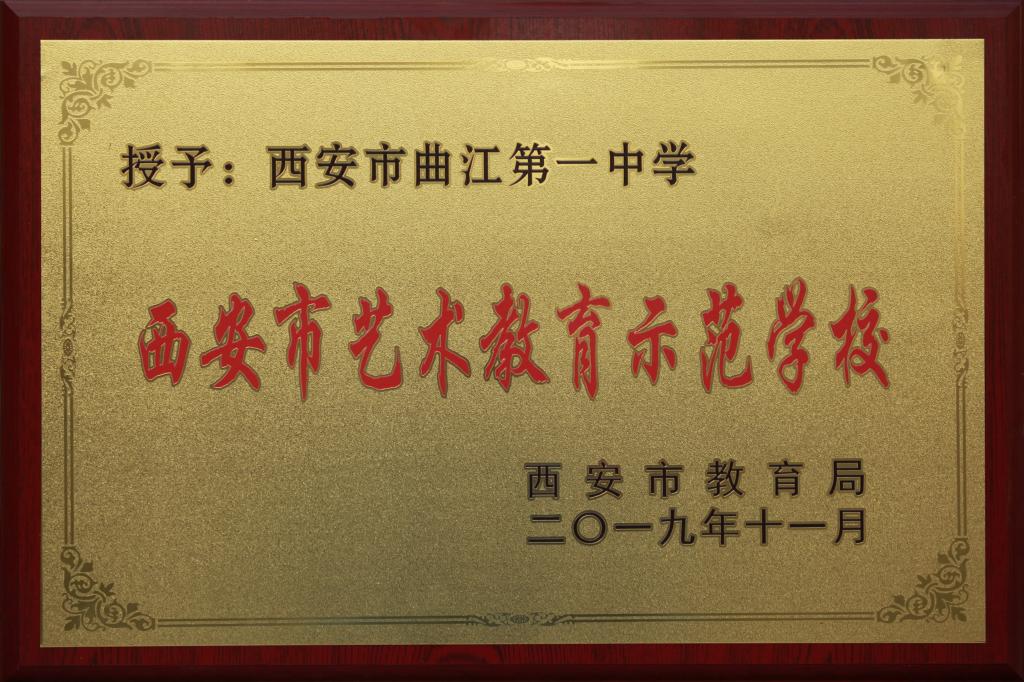 授予：西安市曲江第一中学
西安市艺术教育示范学校
西安市教育局
二〇一九年十一月